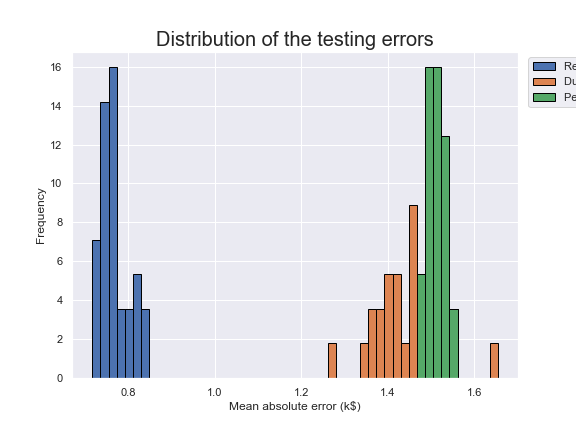 Distribution of the testing errors
16
14
12
10
8
6
4
2
0
Frequency
0.8 1.0 1.2 1.4 1.6
Mean absolute error (k$)
Re
Du
Pe